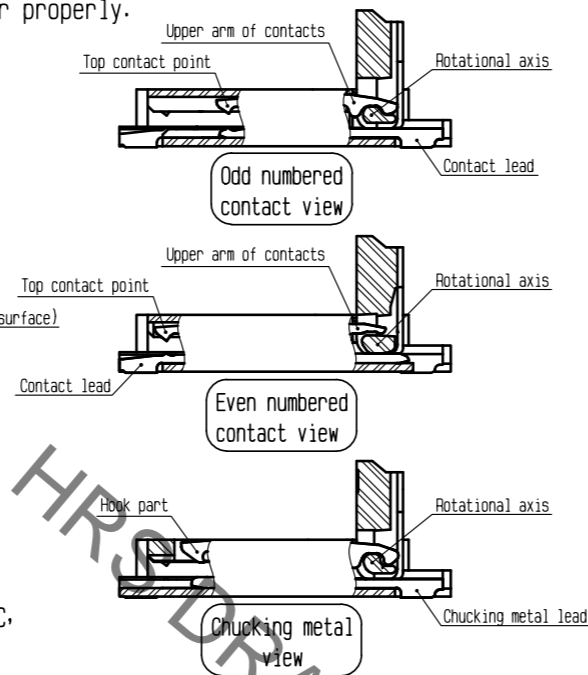 r properly.
Upper arm of contacts
Top contact point
Rotational axis
Contact lead
Odd numbered
contact view
Upper arm of contacts
Top contact point
Rotational axis
surface)
Contact lead
Even numbered
contact view
Hook part
Rotational axis
Chucking metal lead
C,
Chucking metal
view
HRS DRA